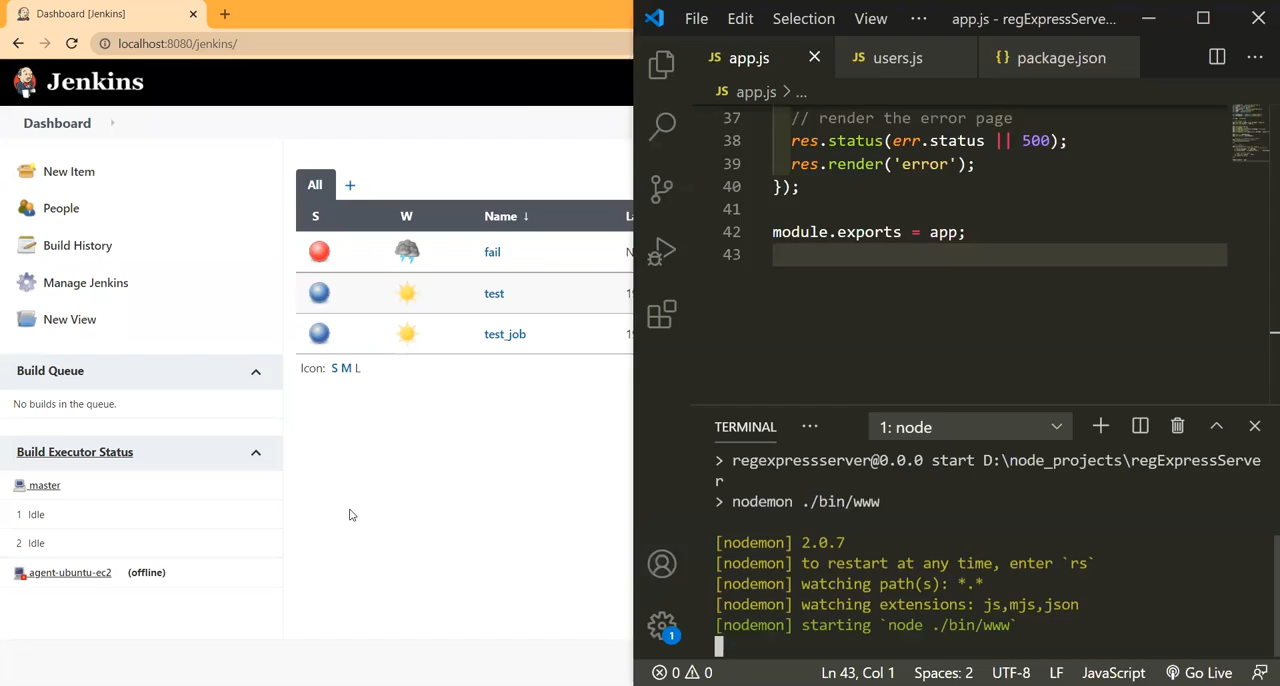 Dashboard [Jenkins]
localhost:8080/jenkins/
Jenkins
Dashboard
New Item
People
Build History
Manage Jenkins
New View
Build Queue
No builds in the queue.
Build Executor Status
master
1 Idle
2 Idle
agent-ubuntu-ec2 (offline)
All +
S W Name ↓
fail
test
test_job
Icon: S M L
File Edit Selection View ··· app.js - regExpressServe...
JS app.js
JS users.js
{} package.json
JS app.js > ...
37 // render the error page
38 res.status(err.status || 500);
39 res.render('error');
40 });
41
42 module.exports = app;
43
TERMINAL ··· 1: node
> regexpressserver@0.0.0 start D:\node_projects\regExpressServe
r
> nodemon ./bin/www
[nodemon] 2.0.7
[nodemon] to restart at any time, enter `rs`
[nodemon] watching path(s): *.*
[nodemon] watching extensions: js,mjs,json
[nodemon] starting `node ./bin/www`
1
0 0 Ln 43, Col 1 Spaces: 2 UTF-8 LF JavaScript Go Live